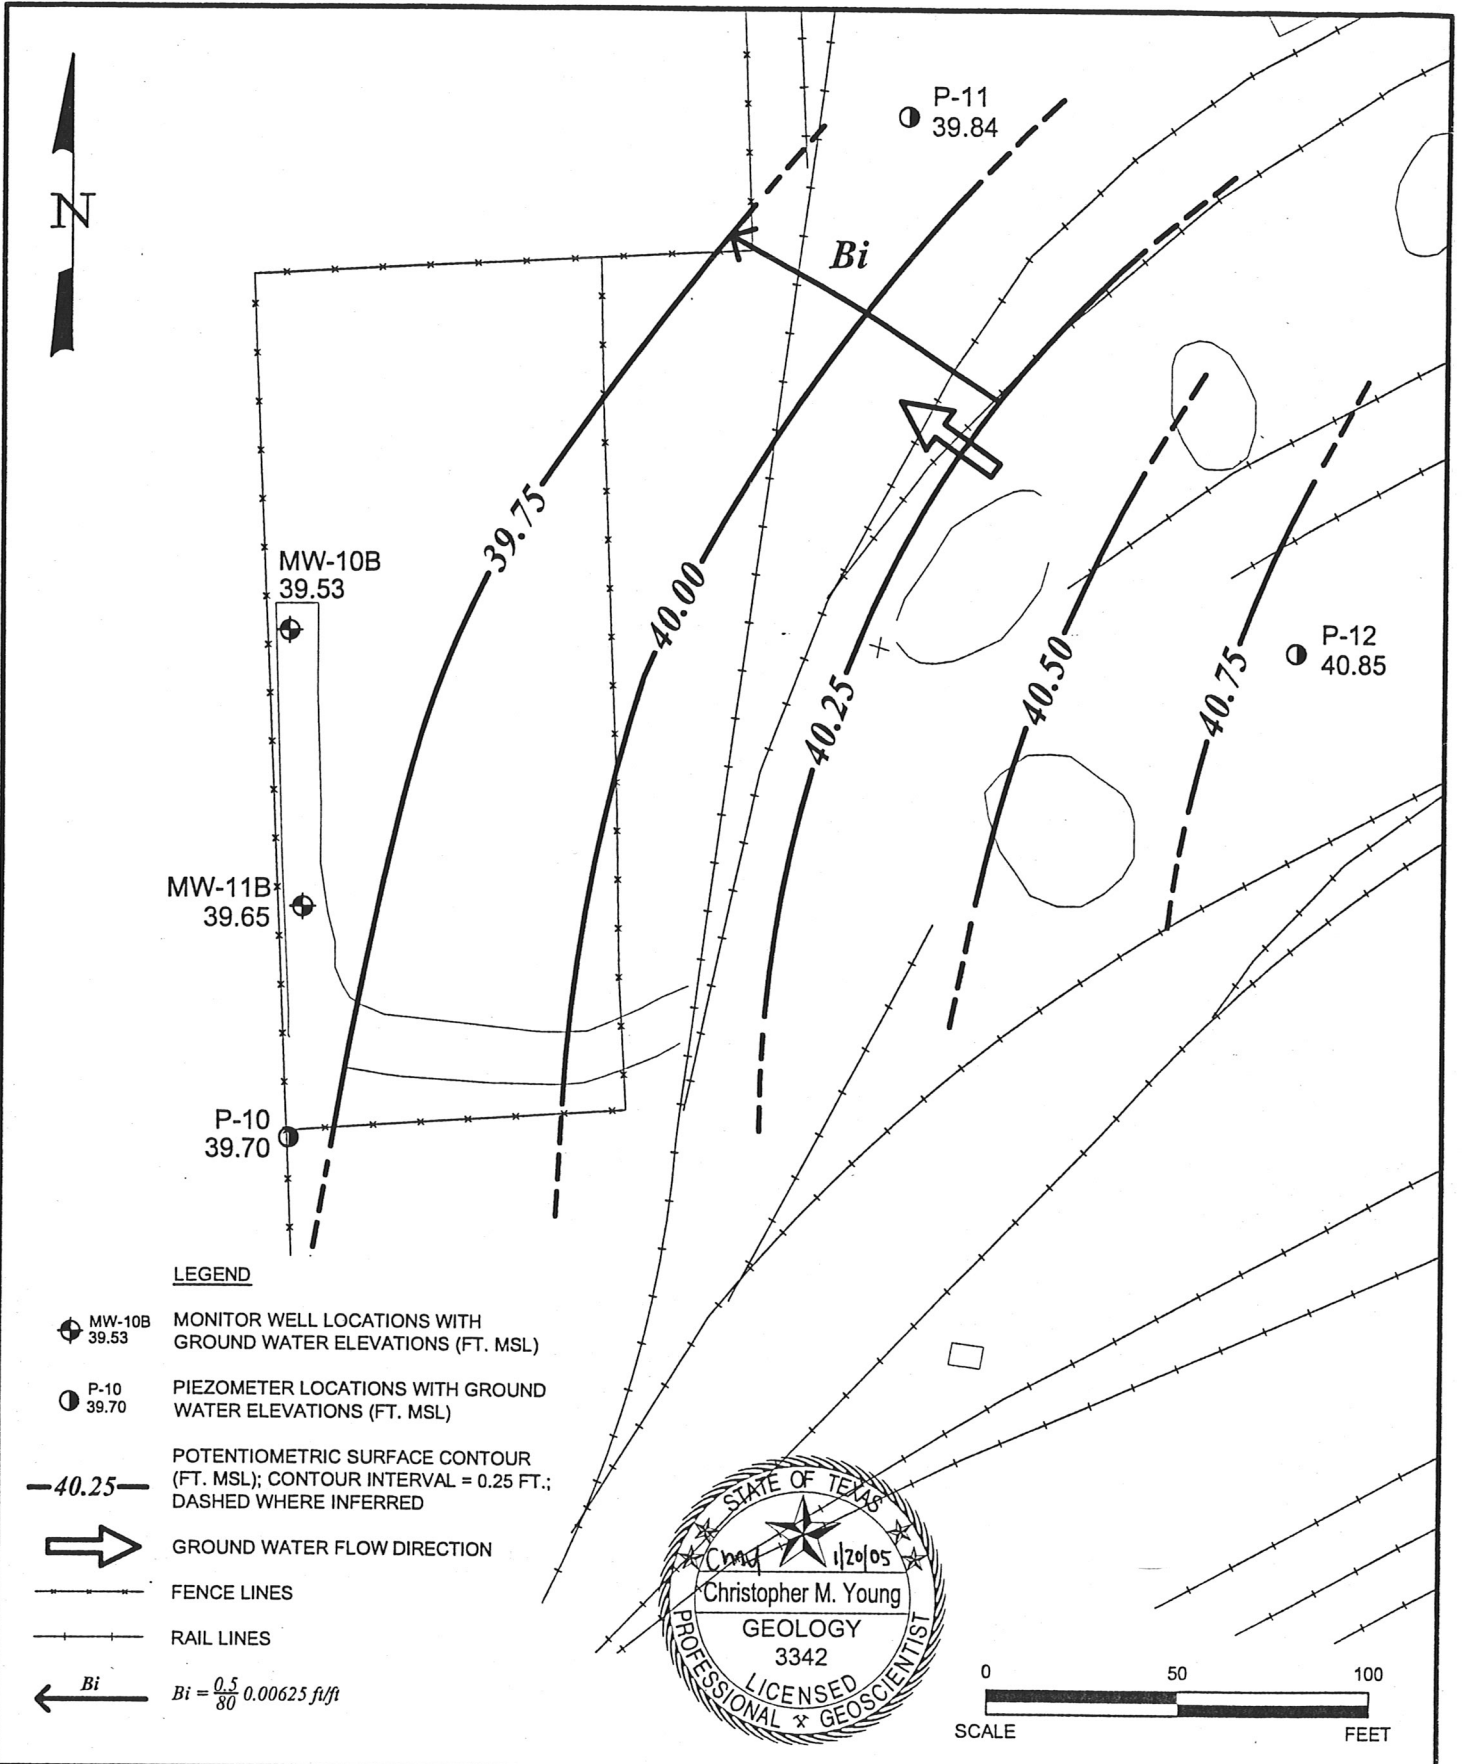 N
P-11
39.84
Bi
39.75
MW-10B
39.53
40.00
P-12
40.85
40.50
40.75
40.25
MW-11B
39.65
P-10
39.70
LEGEND
MW-10B
39.53
MONITOR WELL LOCATIONS WITH
GROUND WATER ELEVATIONS (FT. MSL)
P-10
39.70
PIEZOMETER LOCATIONS WITH GROUND
WATER ELEVATIONS (FT. MSL)
40.25
POTENTIOMETRIC SURFACE CONTOUR
(FT. MSL); CONTOUR INTERVAL = 0.25 FT.;
DASHED WHERE INFERRED
GROUND WATER FLOW DIRECTION
FENCE LINES
RAIL LINES
Bi
Bi = 0.5/80 0.00625 ft/ft
STATE OF TEXAS
CMY 1/20/05
Christopher M. Young
GEOLOGY
3342
LICENSED
PROFESSIONAL GEOSCIENTIST
0 50 100
SCALE FEET